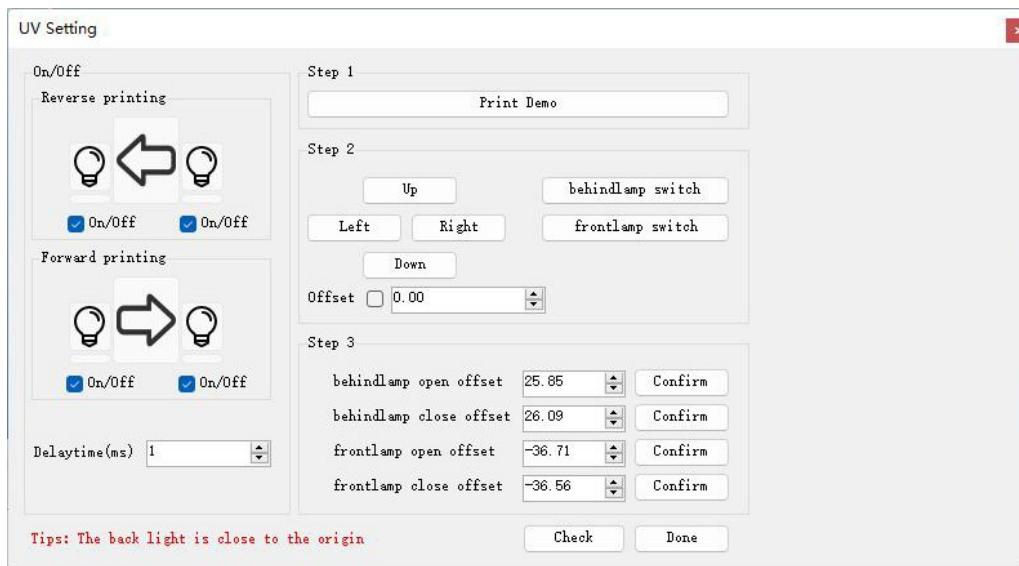 UV Setting
On/Off
Reverse printing
On/Off On/Off
Forward printing
On/Off On/Off
Delaytime(ms) 1
Step 1
Print Demo
Step 2
Up behindlamp switch
Left Right frontlamp switch
Down
Offset 0.00
Step 3
behindlamp open offset 25.85 Confirm
behindlamp close offset 26.09 Confirm
frontlamp open offset -36.71 Confirm
frontlamp close offset -36.56 Confirm
Tips: The back light is close to the origin
Check Done